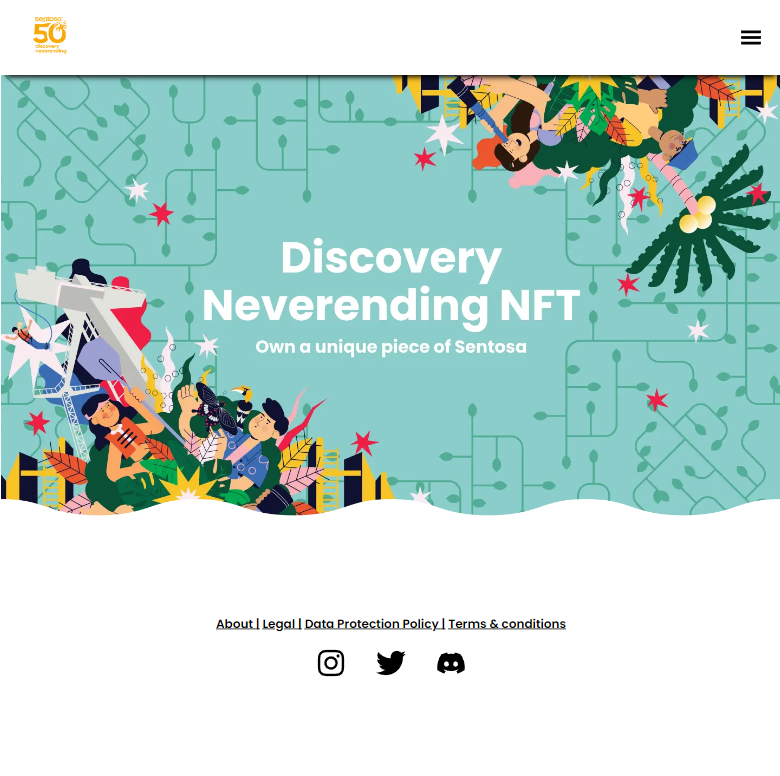 sentosa
50
discovery
neverending
Discovery
Neverending NFT
Own a unique piece of Sentosa
About | Legal | Data Protection Policy | Terms & conditions